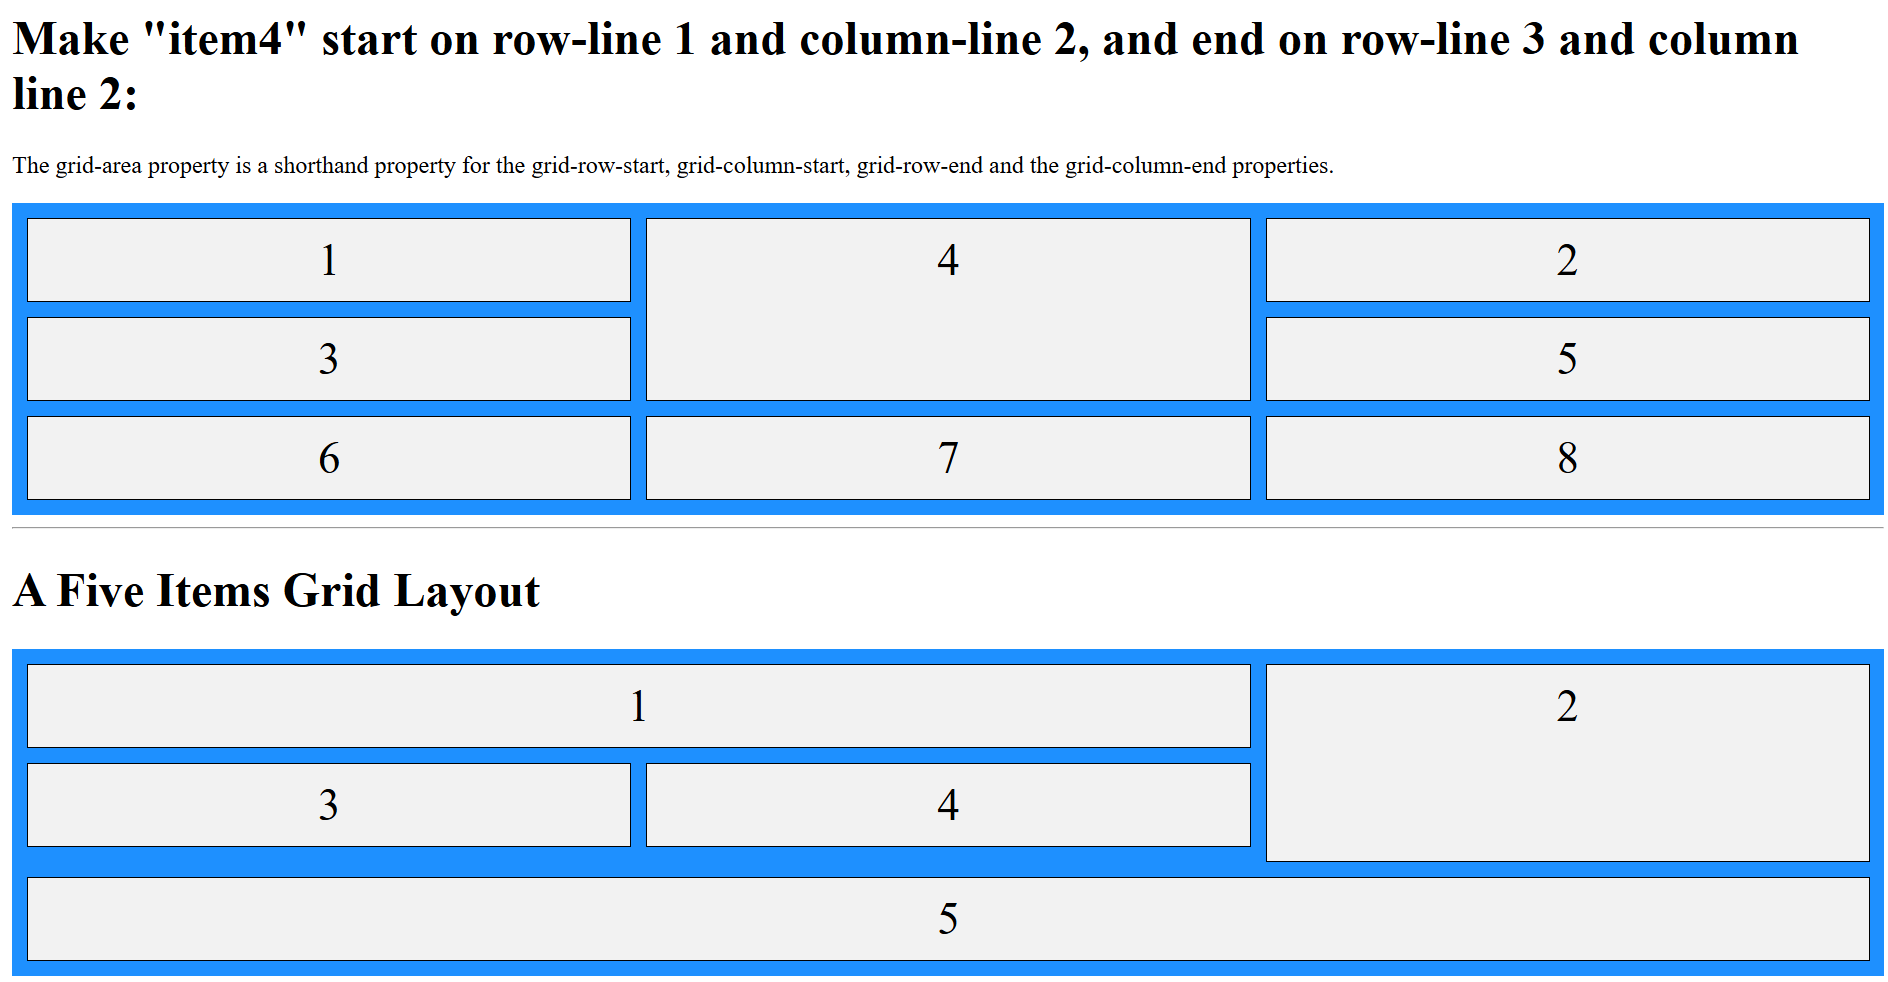 Make "item4" start on row-line 1 and column-line 2, and end on row-line 3 and column
line 2:
The grid-area property is a shorthand property for the grid-row-start, grid-column-start, grid-row-end and the grid-column-end properties.
1 4 2
3 5
6 7 8
A Five Items Grid Layout
1 2
3 4
5